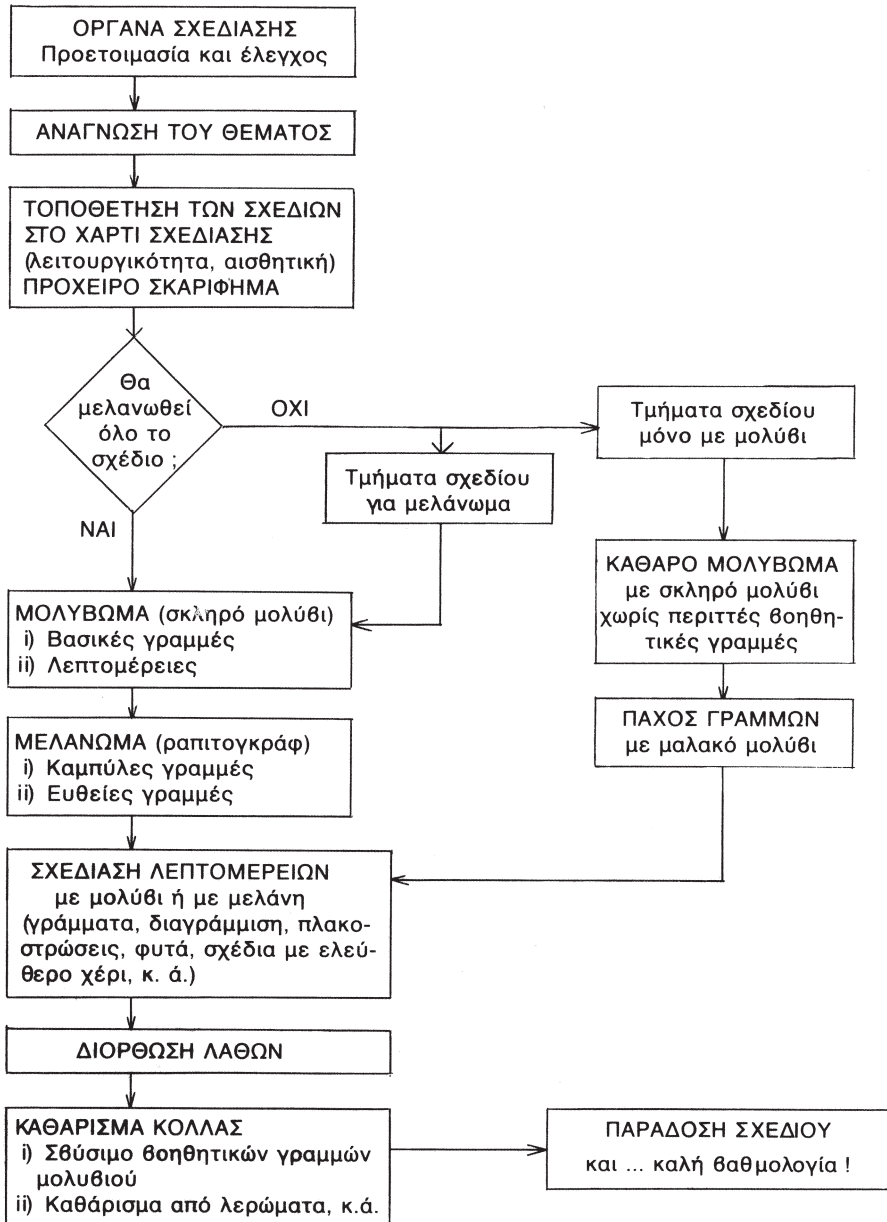 ΟΡΓΑΝΑ ΣΧΕΔΙΑΣΗΣ
Προετοιμασία και έλεγχος
ΑΝΑΓΝΩΣΗ ΤΟΥ ΘΕΜΑΤΟΣ
ΤΟΠΟΘΕΤΗΣΗ ΤΩΝ ΣΧΕΔΙΩΝ
ΣΤΟ ΧΑΡΤΙ ΣΧΕΔΙΑΣΗΣ
(λειτουργικότητα, αισθητική)
ΠΡΟΧΕΙΡΟ ΣΚΑΡΙΦΗΜΑ
Θα
μελανωθεί
όλο το
σχέδιο ;
ΟΧΙ
ΝΑΙ
Τμήματα σχεδίου
για μελάνωμα
Τμήματα σχεδίου
μόνο με μολύβι
ΚΑΘΑΡΟ ΜΟΛΥΒΩΜΑ
με σκληρό μολύβι
χωρίς περιττές βοηθη-
τικές γραμμές
ΠΑΧΟΣ ΓΡΑΜΜΩΝ
με μαλακό μολύβι
ΜΟΛΥΒΩΜΑ (σκληρό μολύβι)
i) Βασικές γραμμές
ii) Λεπτομέρειες
ΜΕΛΑΝΩΜΑ (ραπιτογκράφ)
i) Καμπύλες γραμμές
ii) Ευθείες γραμμές
ΣΧΕΔΙΑΣΗ ΛΕΠΤΟΜΕΡΕΙΩΝ
με μολύβι ή με μελάνη
(γράμματα, διαγράμμιση, πλακο-
στρώσεις, φυτά, σχέδια με ελεύ-
θερο χέρι, κ. ά.)
ΔΙΟΡΘΩΣΗ ΛΑΘΩΝ
ΚΑΘΑΡΙΣΜΑ ΚΟΛΛΑΣ
i) Σβύσιμο βοηθητικών γραμμών
μολυβιού
ii) Καθάρισμα από λερώματα, κ.ά.
ΠΑΡΑΔΟΣΗ ΣΧΕΔΙΟΥ
και ... καλή βαθμολογία !